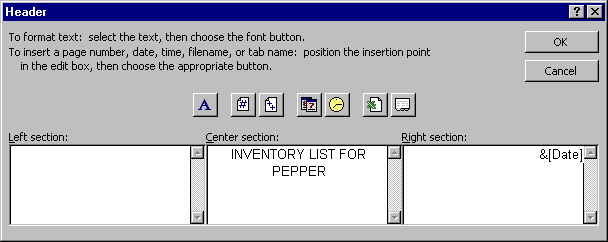 Header
To format text: select the text, then choose the font button.
To insert a page number, date, time, filename, or tab name: position the insertion point
in the edit box, then choose the appropriate button.
OK
Cancel
A
Left section:
Center section:
Right section:
INVENTORY LIST FOR
PEPPER
&[Date]